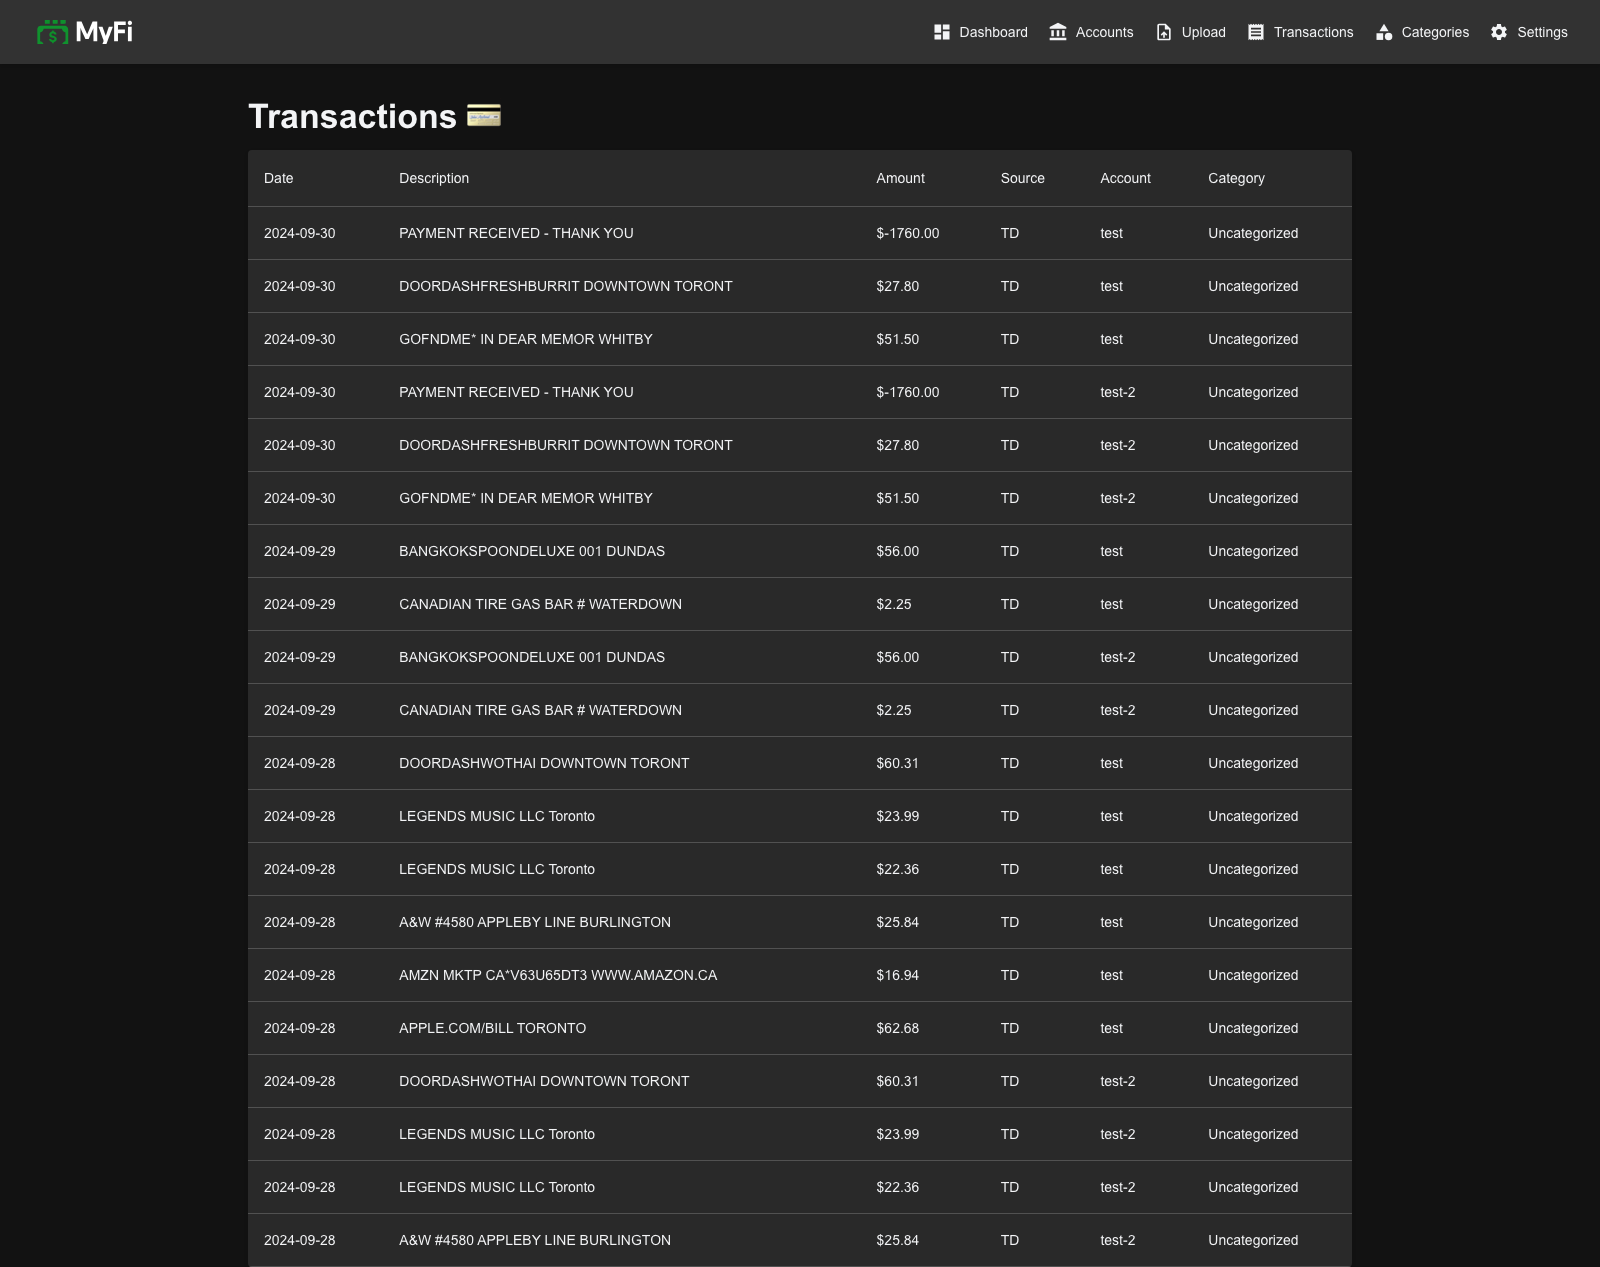 MyFi Dashboard Accounts Upload Transactions Categories Settings
Transactions
Date Description Amount Source Account Category
2024-09-30 PAYMENT RECEIVED - THANK YOU $-1760.00 TD test Uncategorized
2024-09-30 DOORDASHFRESHBURRIT DOWNTOWN TORONT $27.80 TD test Uncategorized
2024-09-30 GOFNDME* IN DEAR MEMOR WHITBY $51.50 TD test Uncategorized
2024-09-30 PAYMENT RECEIVED - THANK YOU $-1760.00 TD test-2 Uncategorized
2024-09-30 DOORDASHFRESHBURRIT DOWNTOWN TORONT $27.80 TD test-2 Uncategorized
2024-09-30 GOFNDME* IN DEAR MEMOR WHITBY $51.50 TD test-2 Uncategorized
2024-09-29 BANGKOKSPOONDELUXE 001 DUNDAS $56.00 TD test Uncategorized
2024-09-29 CANADIAN TIRE GAS BAR # WATERDOWN $2.25 TD test Uncategorized
2024-09-29 BANGKOKSPOONDELUXE 001 DUNDAS $56.00 TD test-2 Uncategorized
2024-09-29 CANADIAN TIRE GAS BAR # WATERDOWN $2.25 TD test-2 Uncategorized
2024-09-28 DOORDASHWOTHAI DOWNTOWN TORONT $60.31 TD test Uncategorized
2024-09-28 LEGENDS MUSIC LLC Toronto $23.99 TD test Uncategorized
2024-09-28 LEGENDS MUSIC LLC Toronto $22.36 TD test Uncategorized
2024-09-28 A&W #4580 APPLEBY LINE BURLINGTON $25.84 TD test Uncategorized
2024-09-28 AMZN MKTP CA*V63U65DT3 WWW.AMAZON.CA $16.94 TD test Uncategorized
2024-09-28 APPLE.COM/BILL TORONTO $62.68 TD test Uncategorized
2024-09-28 DOORDASHWOTHAI DOWNTOWN TORONT $60.31 TD test-2 Uncategorized
2024-09-28 LEGENDS MUSIC LLC Toronto $23.99 TD test-2 Uncategorized
2024-09-28 LEGENDS MUSIC LLC Toronto $22.36 TD test-2 Uncategorized
2024-09-28 A&W #4580 APPLEBY LINE BURLINGTON $25.84 TD test-2 Uncategorized